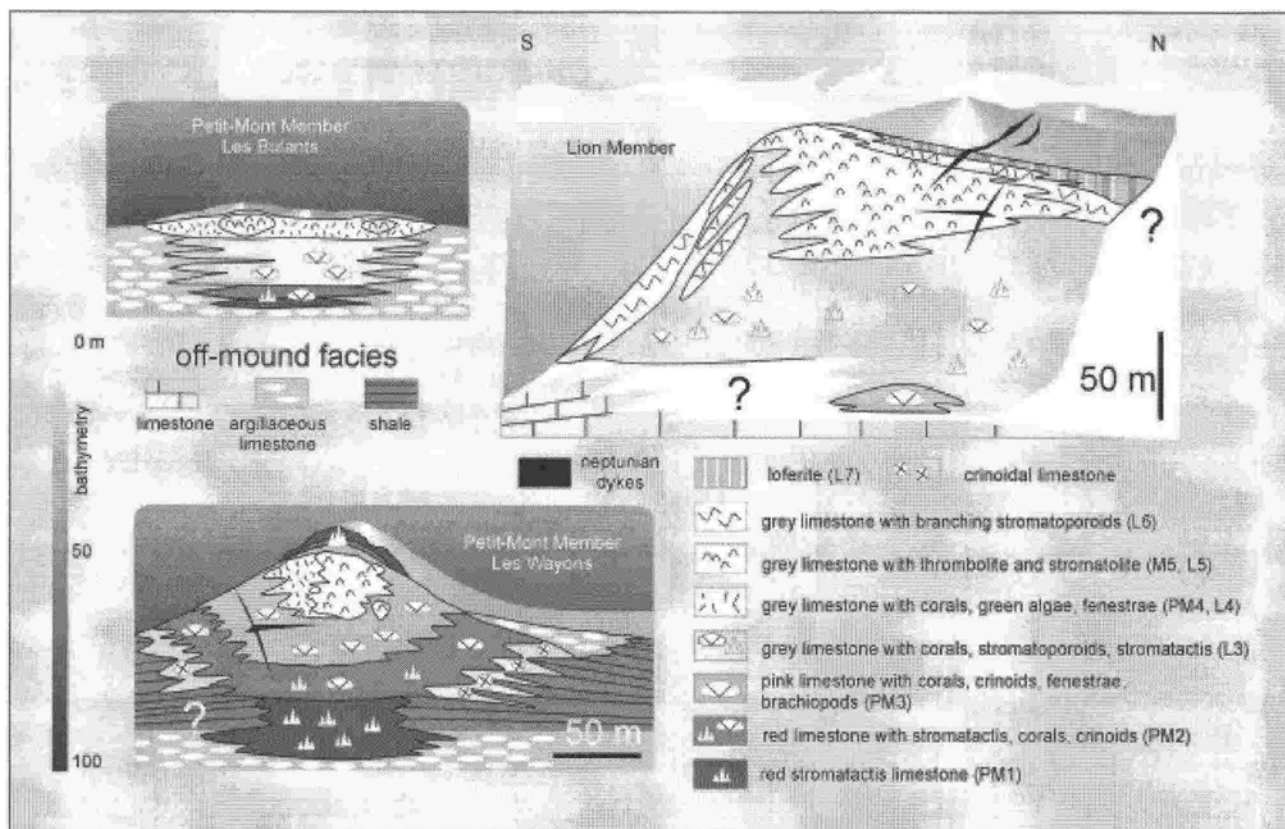 S
N
Petit-Mont Member
Les Bulants
Lion Member
?
0 m
off-mound facies
?
50 m
limestone
argillaceous
limestone
shale
bathymetry
neptunian
dykes
loferite (L7)
crinoidal limestone
grey limestone with branching stromatoporoids (L6)
50
Petit-Mont Member
Les Wayons
grey limestone with thrombolite and stromatolite (M5, L5)
grey limestone with corals, green algae, fenestrae (PM4, L4)
grey limestone with corals, stromatoporoids, stromatactis (L3)
pink limestone with corals, crinoids, fenestrae,
brachiopods (PM3)
?
50 m
red limestone with stromatactis, corals, crinoids (PM2)
100
red stromatactis limestone (PM1)